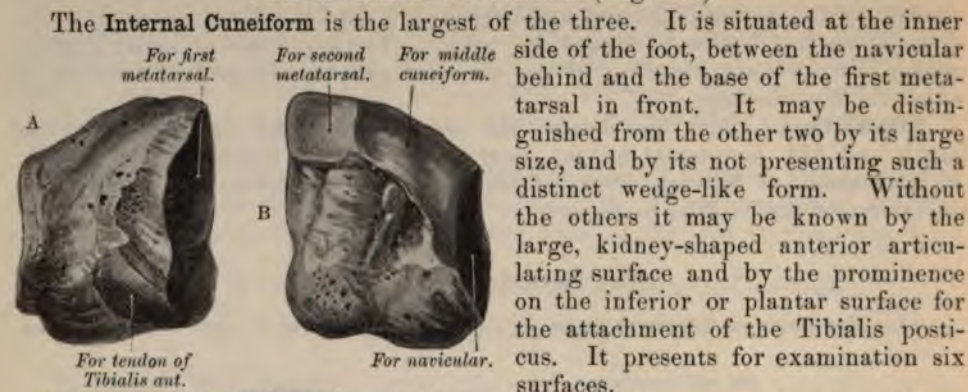 The Internal Cuneiform is the largest of the three. It is situated at the inner
For first
metatarsal.
For second
metatarsal.
For middle
cuneiform.
A
B
For tendon of
Tibialis ant.
For navicular.
side of the foot, between the navicular
behind and the base of the first meta-
tarsal in front. It may be distin-
guished from the other two by its large
size, and by its not presenting such a
distinct wedge-like form. Without
the others it may be known by the
large, kidney-shaped anterior articu-
lating surface and by the prominence
on the inferior or plantar surface for
the attachment of the Tibialis posti-
cus. It presents for examination six
surfaces.